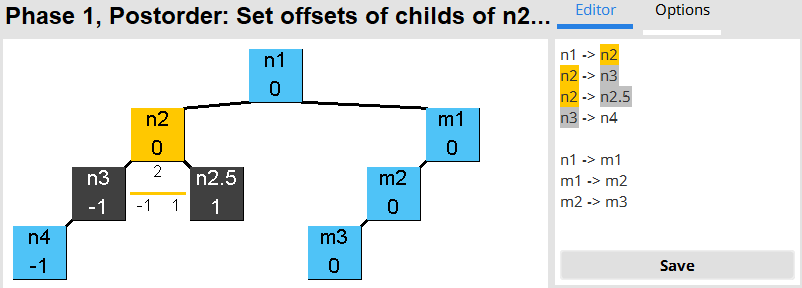 Phase 1, Postorder: Set offsets of childs of n2...
Editor Options
n1
0
n2
0
m1
0
n3
-1
2
-1 1
n2.5
1
m2
0
n4
-1
m3
0
n1 -> n2
n2 -> n3
n2 -> n2.5
n3 -> n4
n1 -> m1
m1 -> m2
m2 -> m3
Save